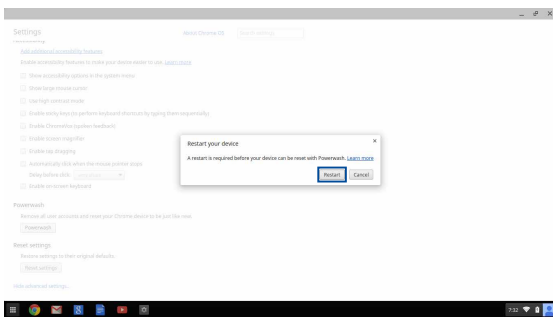 Settings
About Chrome OS
Search settings
Accessibility
Add additional accessibility features
Enable accessibility features to make your device easier to use. Learn more
Show accessibility options in the system menu
Show large mouse cursor
Use high contrast mode
Enable sticky keys (to perform keyboard shortcuts by typing them sequentially)
Enable ChromeVox (spoken feedback)
Enable screen magnifier
Enable tap dragging
Automatically click when the mouse pointer stops
Delay before click:
Enable on-screen keyboard
Restart your device
A restart is required before your device can be reset with Powerwash. Learn more
Restart
Cancel
Powerwash
Remove all user accounts and reset your Chrome device to be just like new.
Powerwash
Reset settings
Restore settings to their original defaults.
Reset settings
Hide advanced settings...
7:32